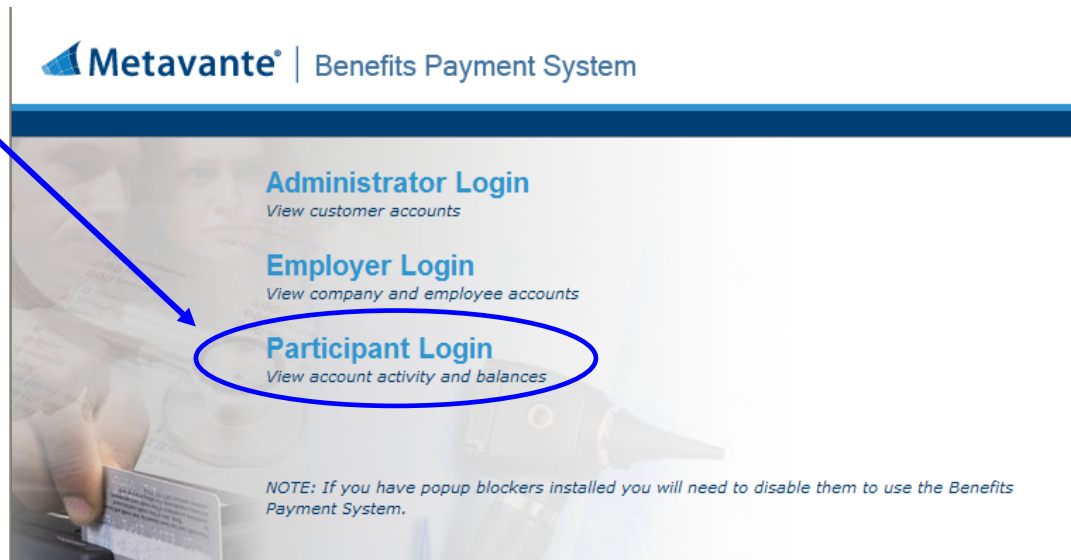 Metavante® | Benefits Payment System
Administrator Login
View customer accounts
Employer Login
View company and employee accounts
Participant Login
View account activity and balances
NOTE: If you have popup blockers installed you will need to disable them to use the Benefits
Payment System.